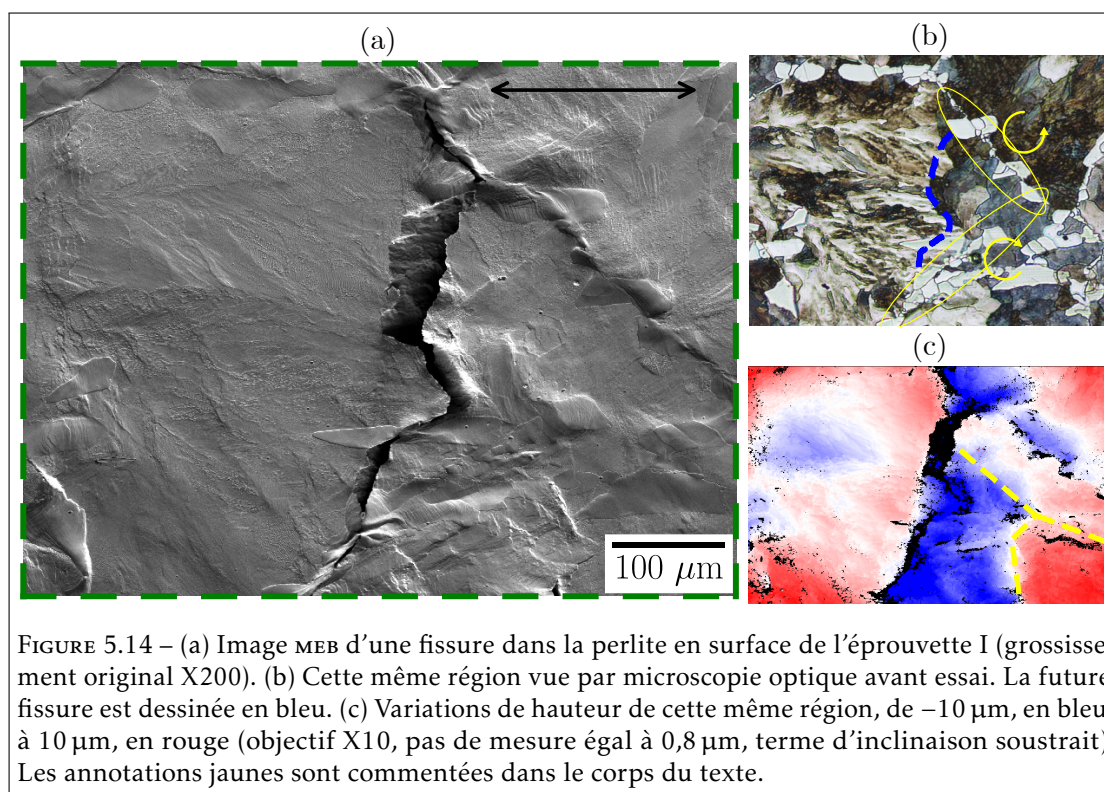 (a)
(b)
100 μm
(c)
FIGURE 5.14 – (a) Image MEB d'une fissure dans la perlite en surface de l'éprouvette I (grossisse
ment original X200). (b) Cette même région vue par microscopie optique avant essai. La future
fissure est dessinée en bleu. (c) Variations de hauteur de cette même région, de −10 μm, en bleu
à 10 μm, en rouge (objectif X10, pas de mesure égal à 0,8 μm, terme d'inclinaison soustrait)
Les annotations jaunes sont commentées dans le corps du texte.